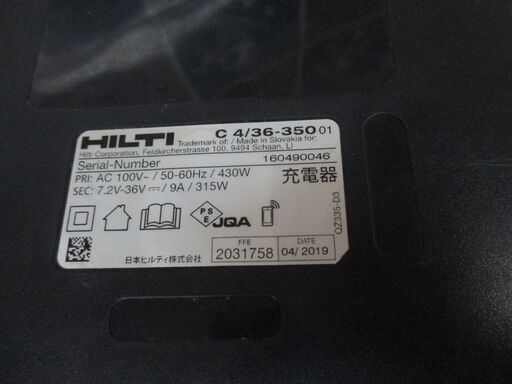 HILTI C 4/36-350 01
Trademark of: / Made in Slovakia for:
Hilti Corporation, Feldkircherstrasse 100, 9494 Schaan, LI
Serial-Number 160490046
PRI: AC 100V~ / 50-60Hz / 430W
SEC: 7.2V-36V⎓ / 9A / 315W
充電器
PSE JQA
FFE
2031758
DATE
04/2019
日本ヒルティ株式会社
QZ335-D3